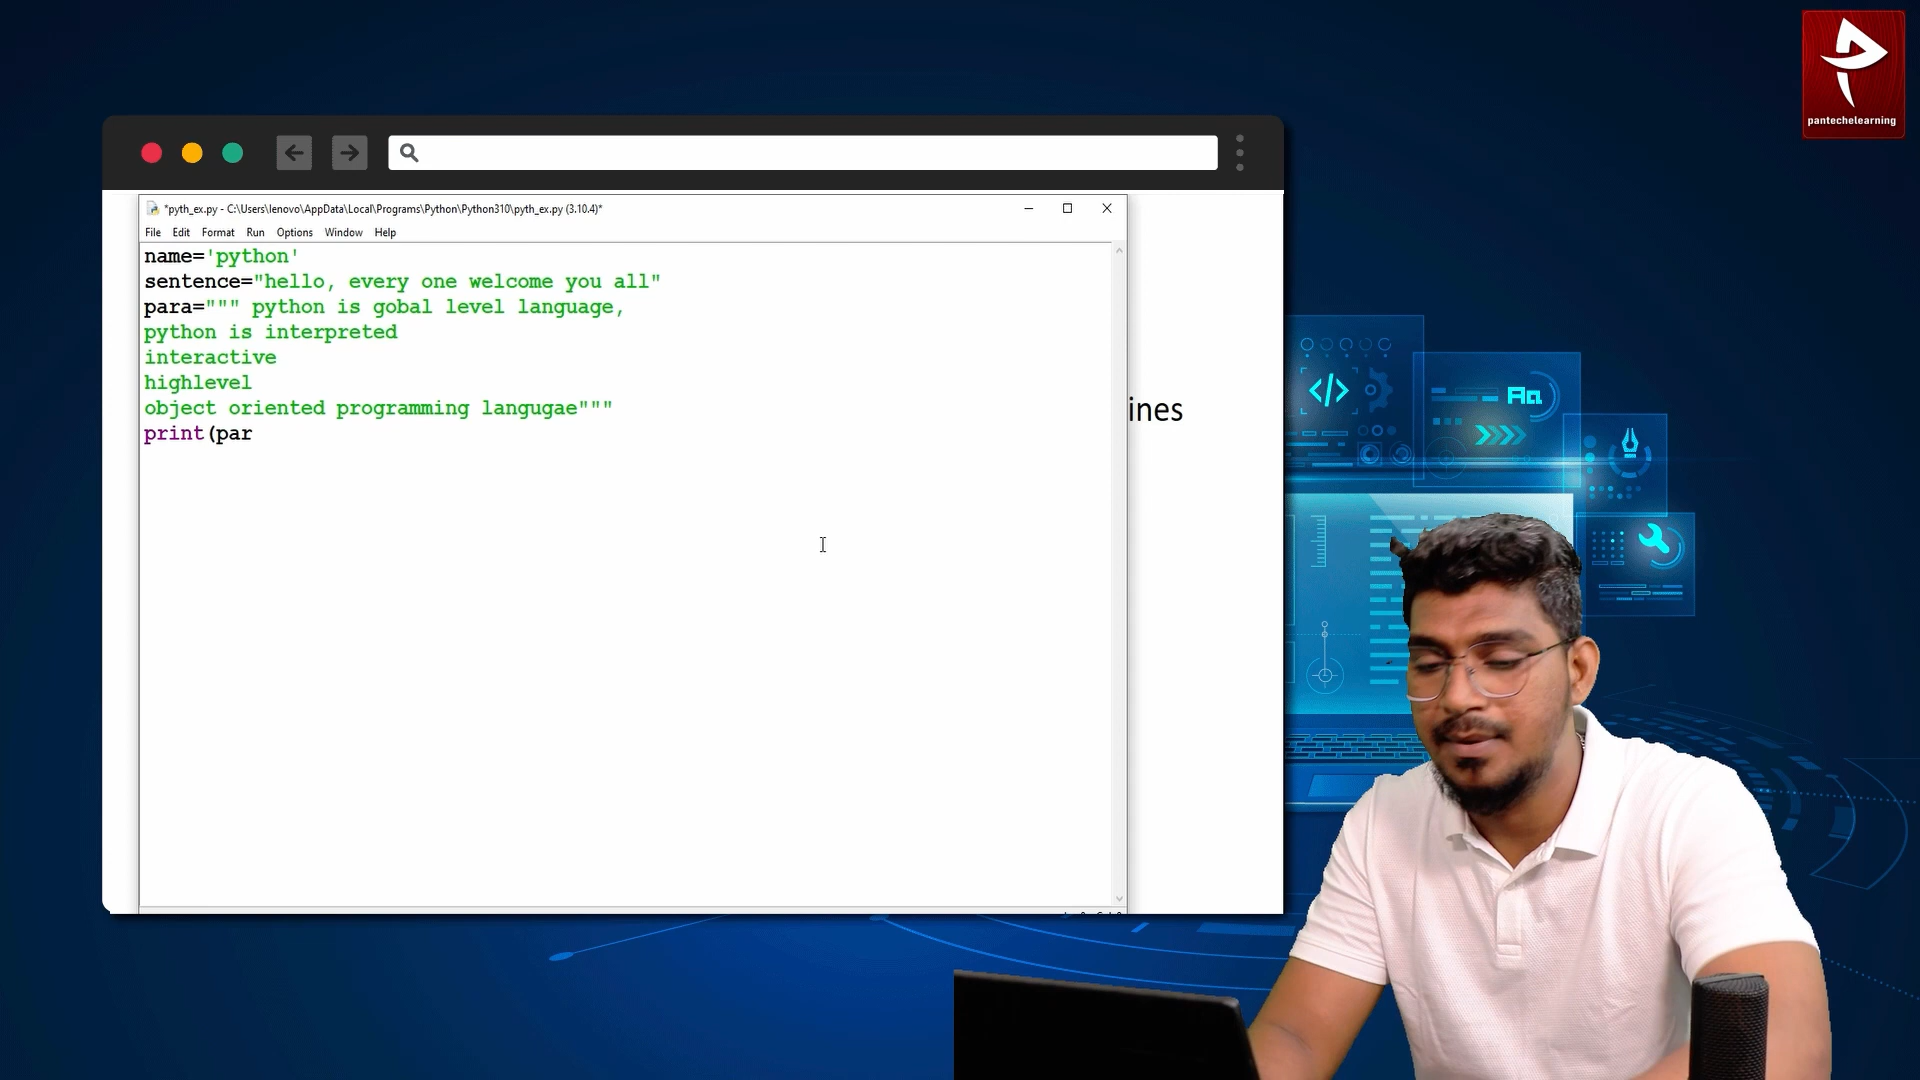 pantechelearning
*pyth_ex.py - C:\Users\lenovo\AppData\Local\Programs\Python\Python310\pyth_ex.py (3.10.4)*
File Edit Format Run Options Window Help
name='python'
sentence="hello, every one welcome you all"
para=""" python is gobal level language,
python is interpreted
interactive
highlevel
object oriented programming langugae"""
print(par
ines
Aa